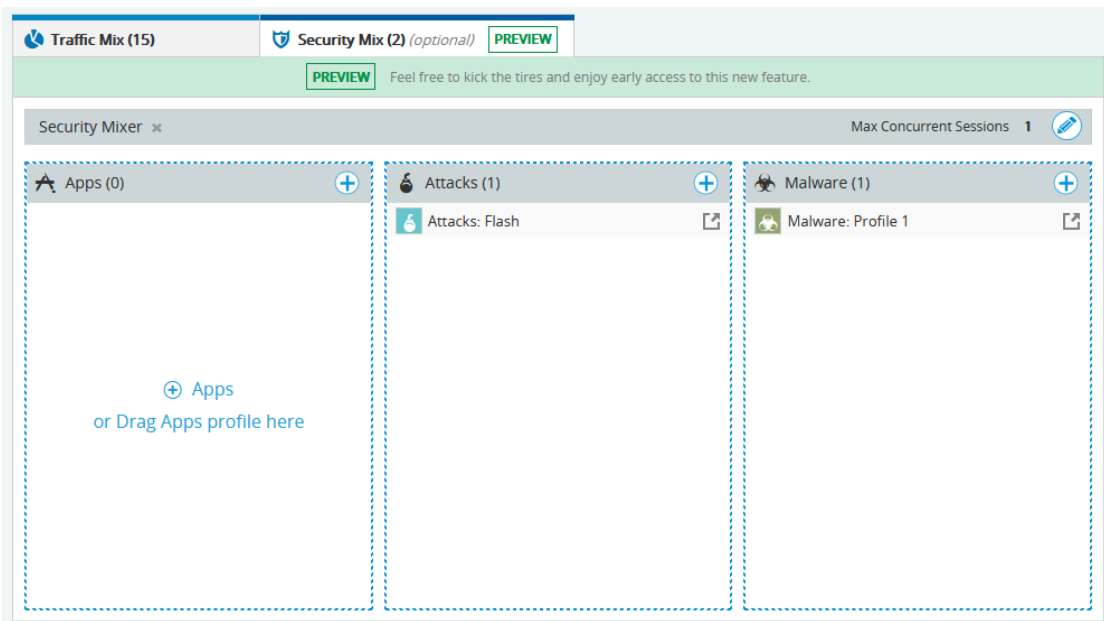 Traffic Mix (15)
Security Mix (2) (optional) PREVIEW
PREVIEW Feel free to kick the tires and enjoy early access to this new feature.
Security Mixer
Max Concurrent Sessions 1
Apps (0)
Attacks (1)
Malware (1)
Attacks: Flash
Malware: Profile 1
Apps
or Drag Apps profile here